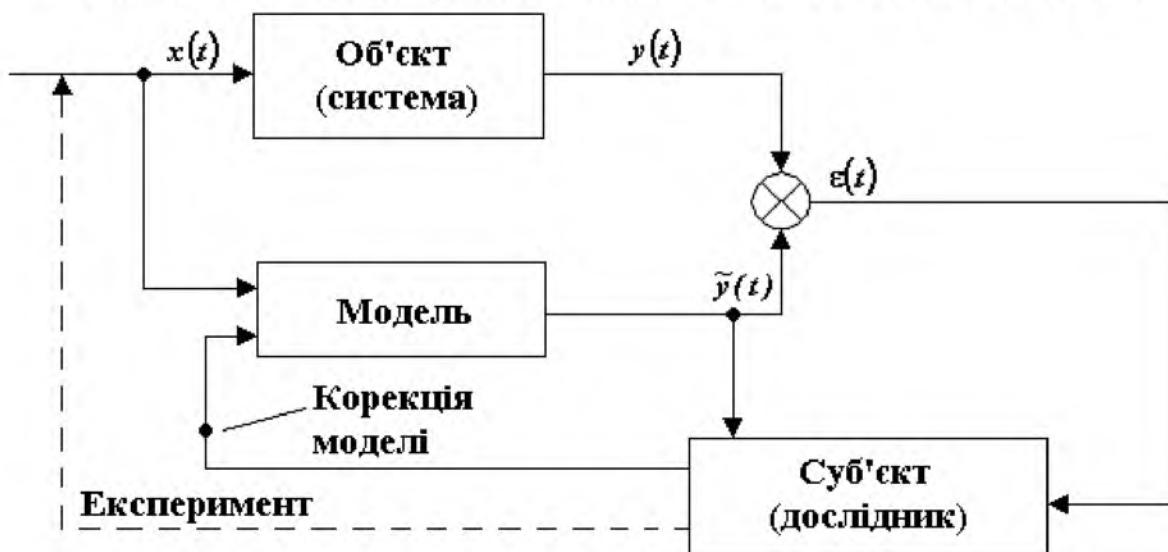 x(t)
Об'єкт
(система)
y(t)
ε(t)
Модель
ỹ(t)
Корекція
моделі
Суб'єкт
(дослідник)
Експеримент